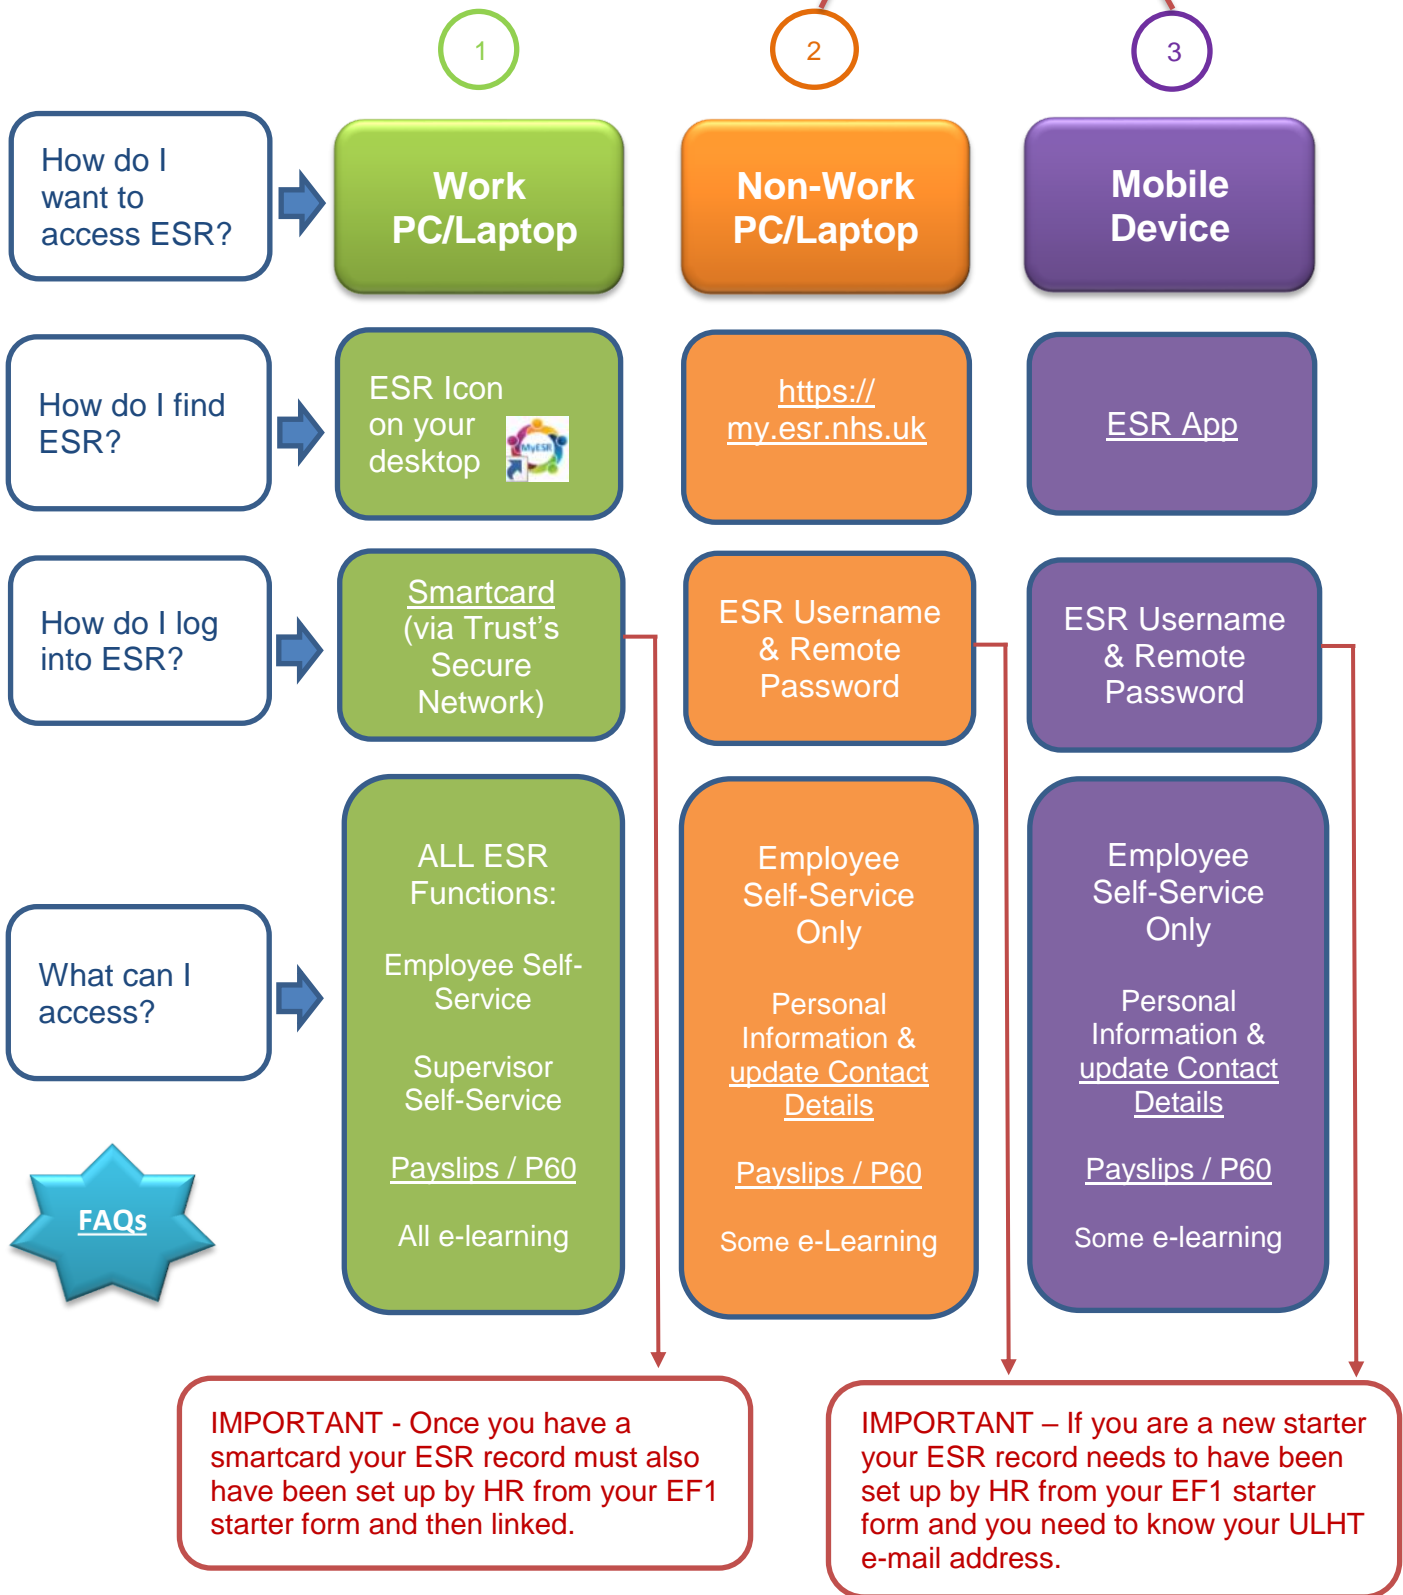 1
2
3
How do I
want to
access ESR?
Work
PC/Laptop
Non-Work
PC/Laptop
Mobile
Device
How do I find
ESR?
ESR Icon
on your
desktop
MyESR
https://
my.esr.nhs.uk
ESR App
How do I log
into ESR?
Smartcard
(via Trust's
Secure
Network)
ESR Username
& Remote
Password
ESR Username
& Remote
Password
What can I
access?
ALL ESR
Functions:
Employee Self-
Service
Supervisor
Self-Service
Payslips / P60
All e-learning
Employee
Self-Service
Only
Personal
Information &
update Contact
Details
Payslips / P60
Some e-Learning
Employee
Self-Service
Only
Personal
Information &
update Contact
Details
Payslips / P60
Some e-learning
FAQs
IMPORTANT - Once you have a
smartcard your ESR record must also
have been set up by HR from your EF1
starter form and then linked.
IMPORTANT – If you are a new starter
your ESR record needs to have been
set up by HR from your EF1 starter
form and you need to know your ULHT
e-mail address.